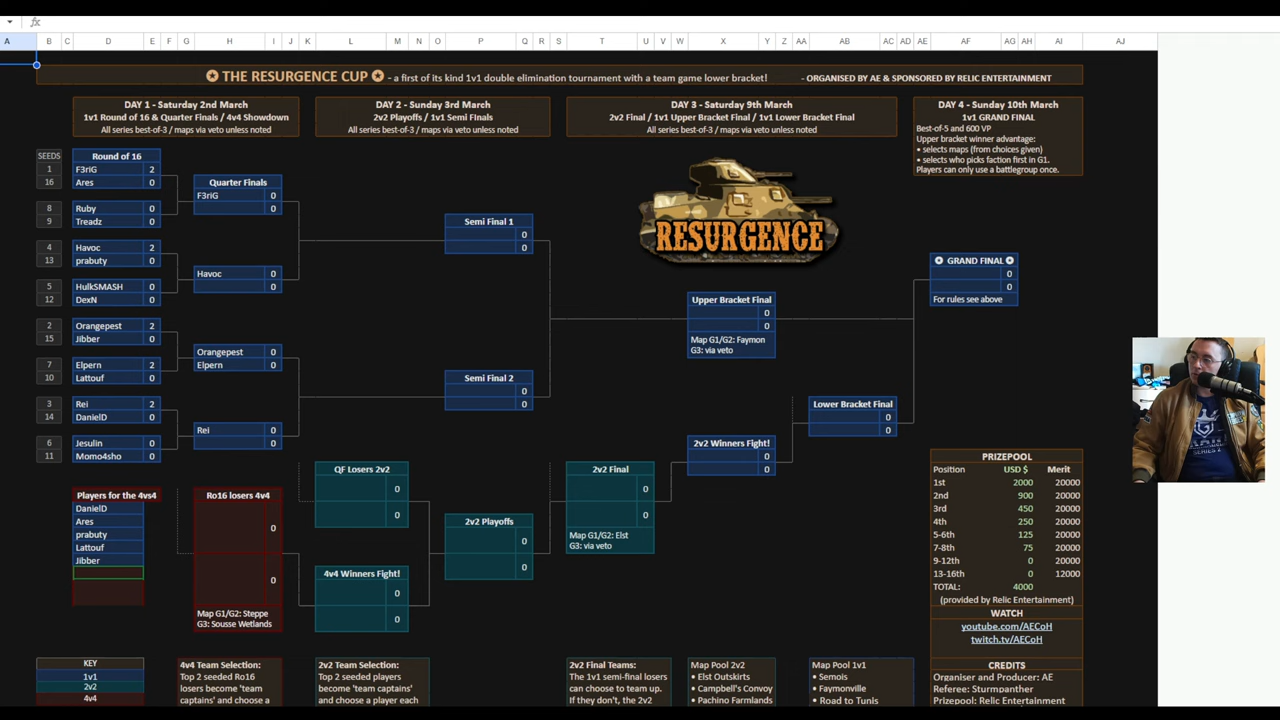 fx
A B C D E F G H I J K L M N O P Q R S T U V W X Y Z AA AB AC AD AE AF AG AH AI AJ
✪ THE RESURGENCE CUP ✪ - a first of its kind 1v1 double elimination tournament with a team game lower bracket! - ORGANISED BY AE & SPONSORED BY RELIC ENTERTAINMENT
DAY 1 - Saturday 2nd March
1v1 Round of 16 & Quarter Finals / 4v4 Showdown
All series best-of-3 / maps via veto unless noted
DAY 2 - Sunday 3rd March
2v2 Playoffs / 1v1 Semi Finals
All series best-of-3 / maps via veto unless noted
DAY 3 - Saturday 9th March
2v2 Final / 1v1 Upper Bracket Final / 1v1 Lower Bracket Final
All series best-of-3 / maps via veto unless noted
DAY 4 - Sunday 10th March
1v1 GRAND FINAL
Best-of-5 and 600 VP
Upper bracket winner advantage:
• selects maps (from choices given)
• selects who picks faction first in G1.
Players can only use a battlegroup once.
SEEDS Round of 16
1 F3riG 2
16 Ares 0
8 Ruby 0
9 Treadz 0
4 Havoc 2
13 prabuty 0
5 HulkSMASH 0
12 DexN 0
2 Orangepest 2
15 Jibber 0
7 Elpern 2
10 Lattouf 0
3 Rei 2
14 DanielD 0
6 Jesulin 0
11 Momo4sho 0
Quarter Finals
F3riG 0
0
Havoc 0
0
Orangepest 0
Elpern 0
Rei 0
0
Semi Final 1
0
0
Semi Final 2
0
0
RESURGENCE
Upper Bracket Final
0
0
Map G1/G2: Faymon
G3: via veto
✪ GRAND FINAL ✪
0
0
For rules see above
Lower Bracket Final
0
0
2v2 Winners Fight!
0
0
Players for the 4vs4
DanielD
Ares
prabuty
Lattouf
Jibber
Ro16 losers 4v4
0
0
Map G1/G2: Steppe
G3: Sousse Wetlands
QF Losers 2v2
0
0
4v4 Winners Fight!
0
0
2v2 Playoffs
0
0
2v2 Final
0
0
Map G1/G2: Elst
G3: via veto
PRIZEPOOL
Position USD $ Merit
1st 2000 20000
2nd 900 20000
3rd 450 20000
4th 250 20000
5-6th 125 20000
7-8th 75 20000
9-12th 0 20000
13-16th 0 12000
TOTAL: 4000
(provided by Relic Entertainment)
WATCH
youtube.com/AECoH
twitch.tv/AECoH
CREDITS
Organiser and Producer: AE
Referee: Sturmpanther
Prizepool: Relic Entertainment
KEY
1v1
2v2
4v4
4v4 Team Selection:
Top 2 seeded Ro16
losers become 'team
captains' and choose a
2v2 Team Selection:
Top 2 seeded players
become 'team captains'
and choose a player each
2v2 Final Teams:
The 1v1 semi-final losers
can choose to team up.
If they don't, the 2v2
Map Pool 2v2
• Elst Outskirts
• Campbell's Convoy
• Pachino Farmlands
Map Pool 1v1
• Semois
• Faymonville
• Road to Tunis